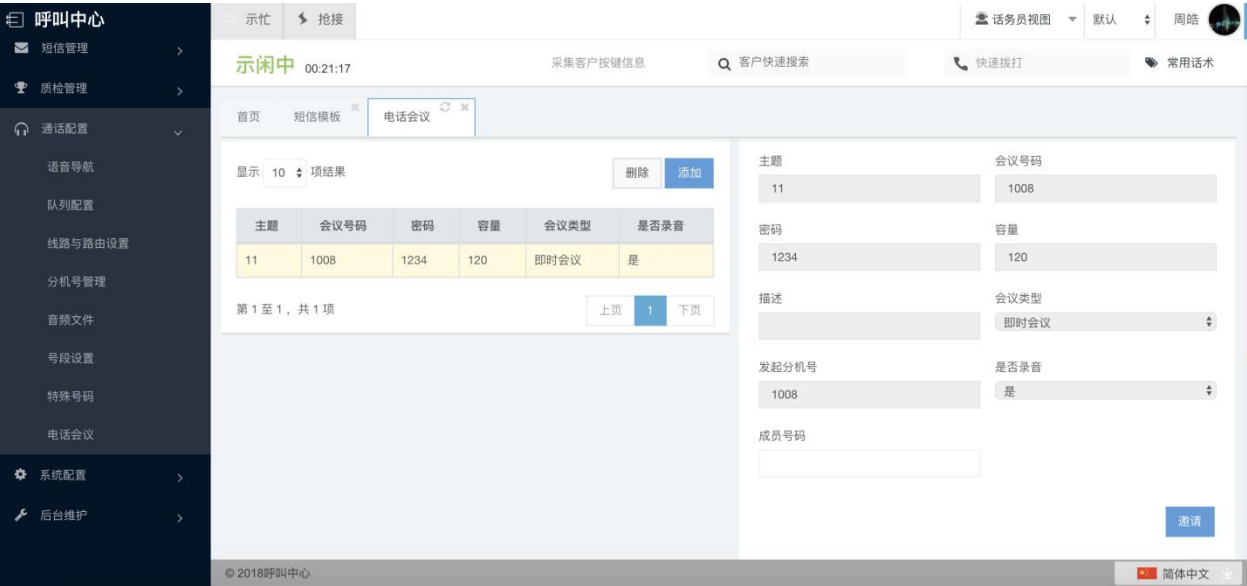 呼叫中心
示忙 抢接 话务员视图 默认 周皓
短信管理
质检管理
通话配置
语音导航
队列配置
线路与路由设置
分机号管理
音频文件
号段设置
特殊号码
电话会议
系统配置
后台维护
示闲中 00:21:17 采集客户按键信息 客户快速搜索 快速拨打 常用话术
首页 短信模板 电话会议
显示 10 项结果 删除 添加
主题 会议号码 密码 容量 会议类型 是否录音
11 1008 1234 120 即时会议 是
第 1 至 1, 共 1 项 上页 1 下页
主题 会议号码
11 1008
密码 容量
1234 120
描述 会议类型
即时会议
发起分机号 是否录音
1008 是
成员号码
邀请
© 2018呼叫中心 简体中文